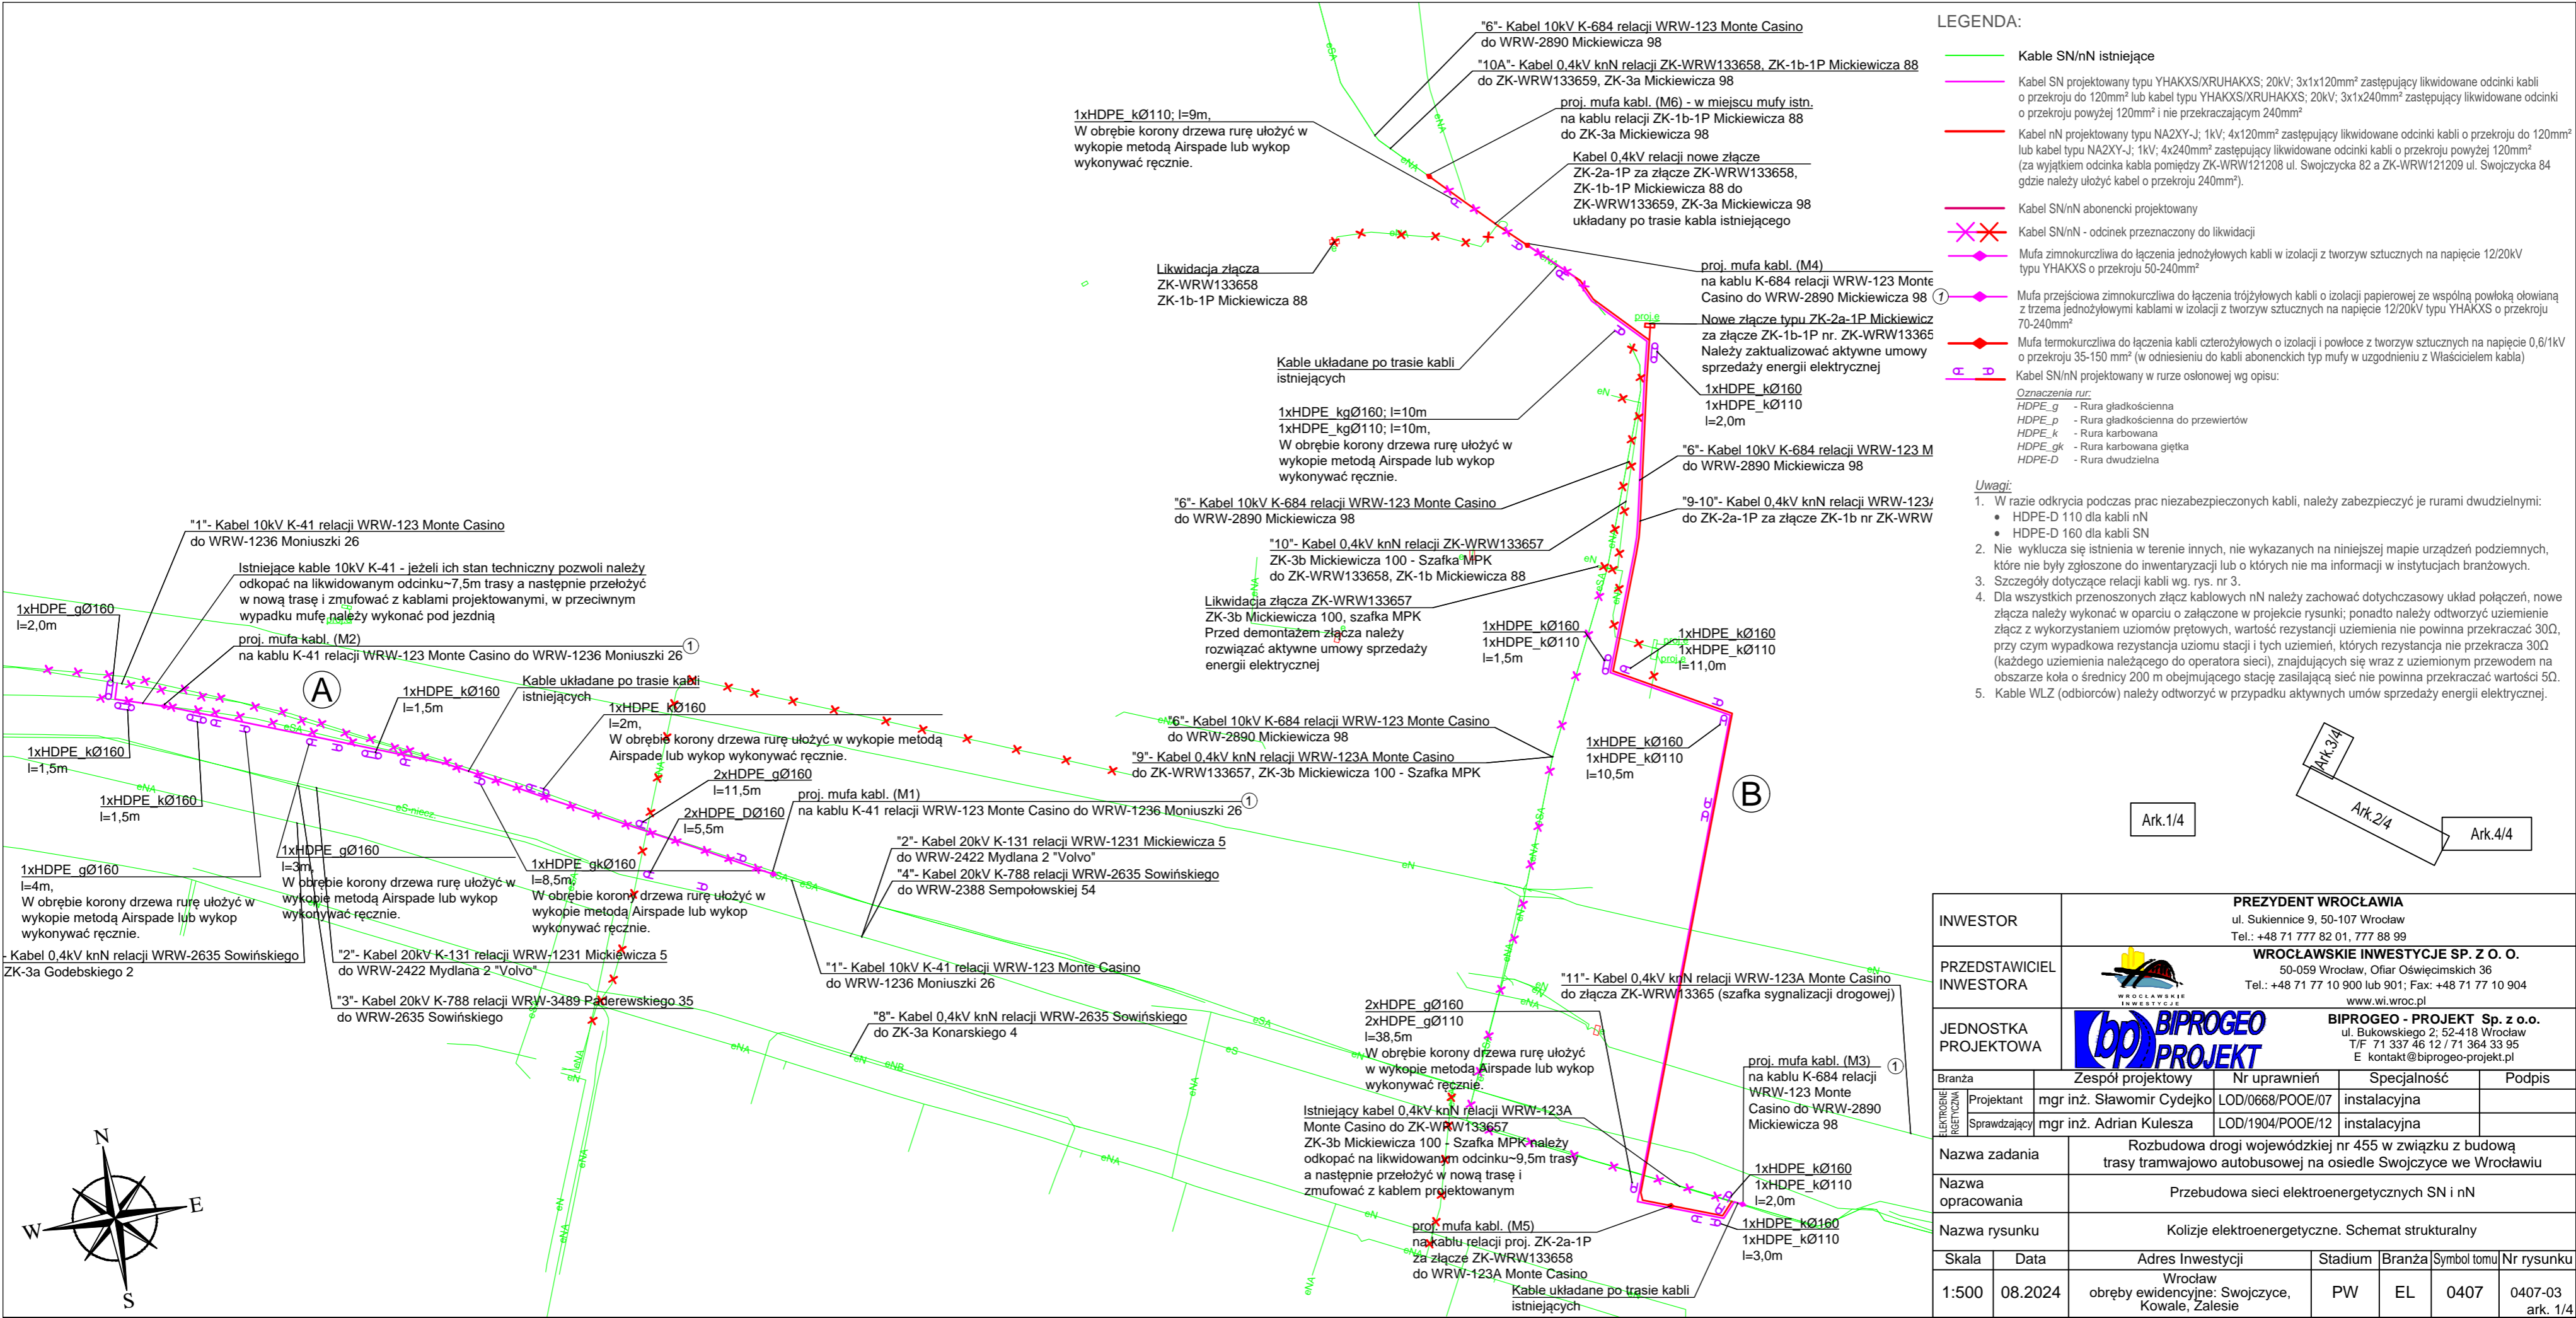 "6"- Kabel 10kV K-684 relacji WRW-123 Monte Casino
do WRW-2890 Mickiewicza 98
"10A"- Kabel 0,4kV knN relacji ZK-WRW133658, ZK-1b-1P Mickiewicza 88
do ZK-WRW133659, ZK-3a Mickiewicza 98
1xHDPE_kØ110; l=9m,
W obrębie korony drzewa rurę ułożyć w
wykopie metodą Airspade lub wykop
wykonywać ręcznie.
proj. mufa kabl. (M6) - w miejscu mufy istn.
na kablu relacji ZK-1b-1P Mickiewicza 88
do ZK-3a Mickiewicza 98
Kabel 0,4kV relacji nowe złącze
ZK-2a-1P za złącze ZK-WRW133658,
ZK-1b-1P Mickiewicza 88 do
ZK-WRW133659, ZK-3a Mickiewicza 98
układany po trasie kabla istniejącego
Likwidacja złącza
ZK-WRW133658
ZK-1b-1P Mickiewicza 88
proj. mufa kabl. (M4)
na kablu K-684 relacji WRW-123 Monte
Casino do WRW-2890 Mickiewicza 98 1
Nowe złącze typu ZK-2a-1P Mickiewicz
za złącze ZK-1b-1P nr. ZK-WRW13365
Należy zaktualizować aktywne umowy
sprzedaży energii elektrycznej
proj.e
Kable układane po trasie kabli
istniejących
1xHDPE_kØ160
1xHDPE_kØ110
l=2,0m
1xHDPE_kgØ160; l=10m
1xHDPE_kgØ110; l=10m,
W obrębie korony drzewa rurę ułożyć w
wykopie metodą Airspade lub wykop
wykonywać ręcznie.
"6"- Kabel 10kV K-684 relacji WRW-123 M
do WRW-2890 Mickiewicza 98
"6"- Kabel 10kV K-684 relacji WRW-123 Monte Casino
do WRW-2890 Mickiewicza 98
"9-10"- Kabel 0,4kV knN relacji WRW-123A
do ZK-2a-1P za złącze ZK-1b nr ZK-WRW
"10"- Kabel 0,4kV knN relacji ZK-WRW133657
ZK-3b Mickiewicza 100 - Szafka MPK
do ZK-WRW133658, ZK-1b Mickiewicza 88
Likwidacja złącza ZK-WRW133657
ZK-3b Mickiewicza 100, szafka MPK
Przed demontażem złącza należy
rozwiązać aktywne umowy sprzedaży
energii elektrycznej
1xHDPE_kØ160
1xHDPE_kØ110
l=1,5m
1xHDPE_kØ160
1xHDPE_kØ110
l=11,0m
"1"- Kabel 10kV K-41 relacji WRW-123 Monte Casino
do WRW-1236 Moniuszki 26
Istniejące kable 10kV K-41 - jeżeli ich stan techniczny pozwoli należy
odkopać na likwidowanym odcinku~7,5m trasy a następnie przełożyć
w nową trasę i zmufować z kablami projektowanymi, w przeciwnym
wypadku mufę należy wykonać pod jezdnią
1xHDPE_gØ160
l=2,0m
proj. mufa kabl. (M2)
na kablu K-41 relacji WRW-123 Monte Casino do WRW-1236 Moniuszki 26 1
A
1xHDPE_kØ160
l=1,5m
Kable układane po trasie kabli
istniejących
1xHDPE_kØ160
l=2m,
W obrębie korony drzewa rurę ułożyć w wykopie metodą
Airspade lub wykop wykonywać ręcznie.
1xHDPE_kØ160
l=1,5m
1xHDPE_kØ160
l=1,5m
2xHDPE_gØ160
l=11,5m
2xHDPE_DØ160
l=5,5m
proj. mufa kabl. (M1)
na kablu K-41 relacji WRW-123 Monte Casino do WRW-1236 Moniuszki 26 1
"6"- Kabel 10kV K-684 relacji WRW-123 Monte Casino
do WRW-2890 Mickiewicza 98
"9"- Kabel 0,4kV knN relacji WRW-123A Monte Casino
do ZK-WRW133657, ZK-3b Mickiewicza 100 - Szafka MPK
1xHDPE_kØ160
1xHDPE_kØ110
l=10,5m
B
"2"- Kabel 20kV K-131 relacji WRW-1231 Mickiewicza 5
do WRW-2422 Mydlana 2 "Volvo"
"4"- Kabel 20kV K-788 relacji WRW-2635 Sowińskiego
do WRW-2388 Sempołowskiej 54
1xHDPE_gØ160
l=4m,
W obrębie korony drzewa rurę ułożyć w
wykopie metodą Airspade lub wykop
wykonywać ręcznie.
1xHDPE_gØ160
l=3m,
W obrębie korony drzewa rurę ułożyć w
wykopie metodą Airspade lub wykop
wykonywać ręcznie.
1xHDPE_gkØ160
l=8,5m,
W obrębie korony drzewa rurę ułożyć w
wykopie metodą Airspade lub wykop
wykonywać ręcznie.
- Kabel 0,4kV knN relacji WRW-2635 Sowińskiego
ZK-3a Godebskiego 2
"2"- Kabel 20kV K-131 relacji WRW-1231 Mickiewicza 5
do WRW-2422 Mydlana 2 "Volvo"
"3"- Kabel 20kV K-788 relacji WRW-3489 Paderewskiego 35
do WRW-2635 Sowińskiego
"1"- Kabel 10kV K-41 relacji WRW-123 Monte Casino
do WRW-1236 Moniuszki 26
"8"- Kabel 0,4kV knN relacji WRW-2635 Sowińskiego
do ZK-3a Konarskiego 4
"11"- Kabel 0,4kV knN relacji WRW-123A Monte Casino
do złącza ZK-WRW13365 (szafka sygnalizacji drogowej)
2xHDPE_gØ160
2xHDPE_gØ110
l=38,5m
W obrębie korony drzewa rurę ułożyć
w wykopie metodą Airspade lub wykop
wykonywać ręcznie.
proj. mufa kabl. (M3) 1
na kablu K-684 relacji
WRW-123 Monte
Casino do WRW-2890
Mickiewicza 98
Istniejący kabel 0,4kV knN relacji WRW-123A
Monte Casino do ZK-WRW133657
ZK-3b Mickiewicza 100 - Szafka MPK należy
odkopać na likwidowanym odcinku~9,5m trasy
a następnie przełożyć w nową trasę i
zmufować z kablem projektowanym
1xHDPE_kØ160
1xHDPE_kØ110
l=2,0m
1xHDPE_kØ160
1xHDPE_kØ110
l=3,0m
proj. mufa kabl. (M5)
na kablu relacji proj. ZK-2a-1P
za złącze ZK-WRW133658
do WRW-123A Monte Casino
Kable układane po trasie kabli
istniejących
N
W
E
S
LEGENDA:
Kable SN/nN istniejące
Kabel SN projektowany typu YHAKXS/XRUHAKXS; 20kV; 3x1x120mm² zastępujący likwidowane odcinki kabli
o przekroju do 120mm² lub kabel typu YHAKXS/XRUHAKXS; 20kV; 3x1x240mm² zastępujący likwidowane odcinki
o przekroju powyżej 120mm² i nie przekraczającym 240mm²
Kabel nN projektowany typu NA2XY-J; 1kV; 4x120mm² zastępujący likwidowane odcinki kabli o przekroju do 120mm²
lub kabel typu NA2XY-J; 1kV; 4x240mm² zastępujący likwidowane odcinki kabli o przekroju powyżej 120mm²
(za wyjątkiem odcinka kabla pomiędzy ZK-WRW121208 ul. Swojczycka 82 a ZK-WRW121209 ul. Swojczycka 84
gdzie należy ułożyć kabel o przekroju 240mm²).
Kabel SN/nN abonencki projektowany
Kabel SN/nN - odcinek przeznaczony do likwidacji
Mufa zimnokurczliwa do łączenia jednożyłowych kabli w izolacji z tworzyw sztucznych na napięcie 12/20kV
typu YHAKXS o przekroju 50-240mm²
Mufa przejściowa zimnokurczliwa do łączenia trójżyłowych kabli o izolacji papierowej ze wspólną powłoką ołowianą
z trzema jednożyłowymi kablami w izolacji z tworzyw sztucznych na napięcie 12/20kV typu YHAKXS o przekroju
70-240mm²
Mufa termokurczliwa do łączenia kabli czterożyłowych o izolacji i powłoce z tworzyw sztucznych na napięcie 0,6/1kV
o przekroju 35-150 mm² (w odniesieniu do kabli abonenckich typ mufy w uzgodnieniu z Właścicielem kabla)
Kabel SN/nN projektowany w rurze osłonowej wg opisu:
Oznaczenia rur:
HDPE_g - Rura gładkościenna
HDPE_p - Rura gładkościenna do przewiertów
HDPE_k - Rura karbowana
HDPE_gk - Rura karbowana giętka
HDPE-D - Rura dwudzielna
Uwagi:
1. W razie odkrycia podczas prac niezabezpieczonych kabli, należy zabezpieczyć je rurami dwudzielnymi:
• HDPE-D 110 dla kabli nN
• HDPE-D 160 dla kabli SN
2. Nie wyklucza się istnienia w terenie innych, nie wykazanych na niniejszej mapie urządzeń podziemnych,
które nie były zgłoszone do inwentaryzacji lub o których nie ma informacji w instytucjach branżowych.
3. Szczegóły dotyczące relacji kabli wg. rys. nr 3.
4. Dla wszystkich przenoszonych złącz kablowych nN należy zachować dotychczasowy układ połączeń, nowe
złącza należy wykonać w oparciu o załączone w projekcie rysunki; ponadto należy odtworzyć uziemienie
złącz z wykorzystaniem uziomów prętowych, wartość rezystancji uziemienia nie powinna przekraczać 30Ω,
przy czym wypadkowa rezystancja uziomu stacji i tych uziemień, których rezystancja nie przekracza 30Ω
(każdego uziemienia należącego do operatora sieci), znajdujących się wraz z uziemionym przewodem na
obszarze koła o średnicy 200 m obejmującego stację zasilającą sieć nie powinna przekraczać wartości 5Ω.
5. Kable WLZ (odbiorców) należy odtworzyć w przypadku aktywnych umów sprzedaży energii elektrycznej.
Ark.3/4
Ark.1/4
Ark.2/4
Ark.4/4
INWESTOR
PREZYDENT WROCŁAWIA
ul. Sukiennice 9, 50-107 Wrocław
Tel.: +48 71 777 82 01, 777 88 99
PRZEDSTAWICIEL
INWESTORA
WROCŁAWSKIE
INWESTYCJE
WROCŁAWSKIE INWESTYCJE SP. Z O. O.
50-059 Wrocław, Ofiar Oświęcimskich 36
Tel.: +48 71 77 10 900 lub 901; Fax: +48 71 77 10 904
www.wi.wroc.pl
JEDNOSTKA
PROJEKTOWA
bp BIPROGEO
PROJEKT
BIPROGEO - PROJEKT Sp. z o.o.
ul. Bukowskiego 2; 52-418 Wrocław
T/F 71 337 46 12 / 71 364 33 95
E kontakt@biprogeo-projekt.pl
Branża Zespół projektowy Nr uprawnień Specjalność Podpis
ELEKTROENE
RGETYCZNA
Projektant mgr inż. Sławomir Cydejko LOD/0668/POOE/07 instalacyjna
Sprawdzający mgr inż. Adrian Kulesza LOD/1904/POOE/12 instalacyjna
Nazwa zadania
Rozbudowa drogi wojewódzkiej nr 455 w związku z budową
trasy tramwajowo autobusowej na osiedle Swojczyce we Wrocławiu
Nazwa
opracowania
Przebudowa sieci elektroenergetycznych SN i nN
Nazwa rysunku Kolizje elektroenergetyczne. Schemat strukturalny
Skala Data Adres Inwestycji Stadium Branża Symbol tomu Nr rysunku
1:500 08.2024
Wrocław
obręby ewidencyjne: Swojczyce,
Kowale, Zalesie
PW EL 0407 0407-03
ark. 1/4